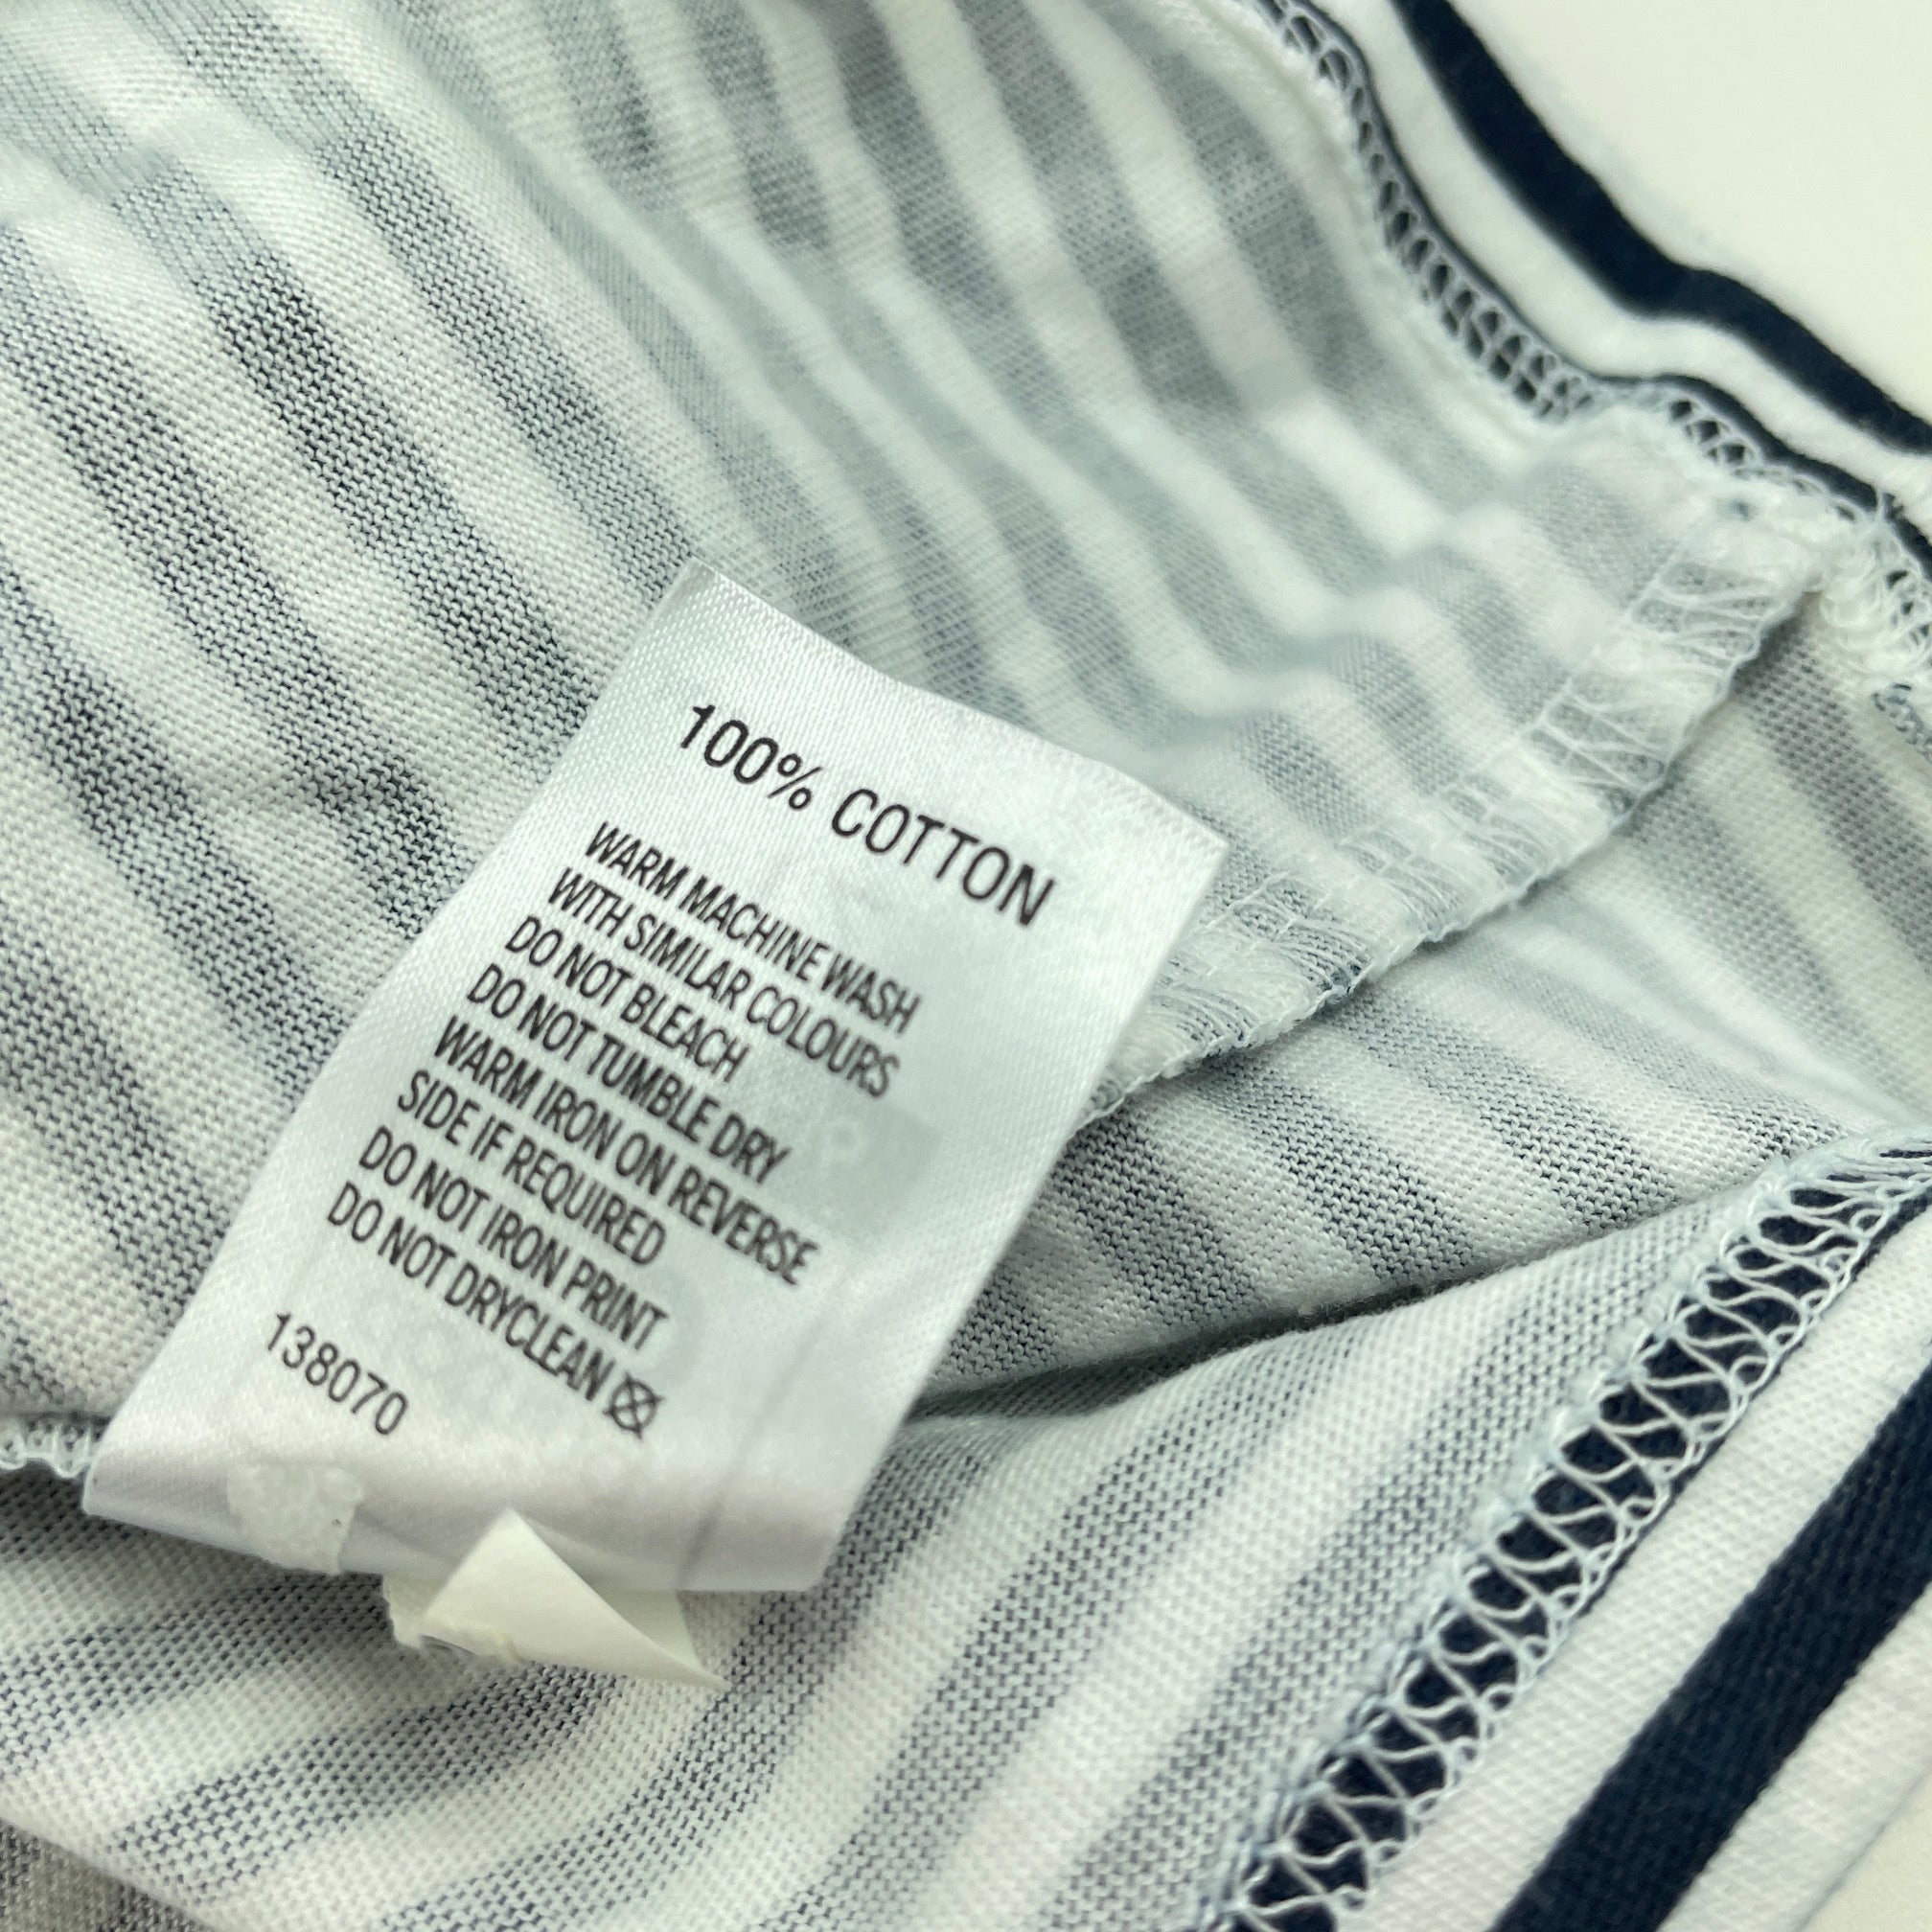 100% COTTON
WARM MACHINE WASH
WITH SIMILAR COLOURS
DO NOT BLEACH
DO NOT TUMBLE DRY
WARM IRON ON REVERSE
SIDE IF REQUIRED
DO NOT IRON PRINT
DO NOT DRYCLEAN
138070